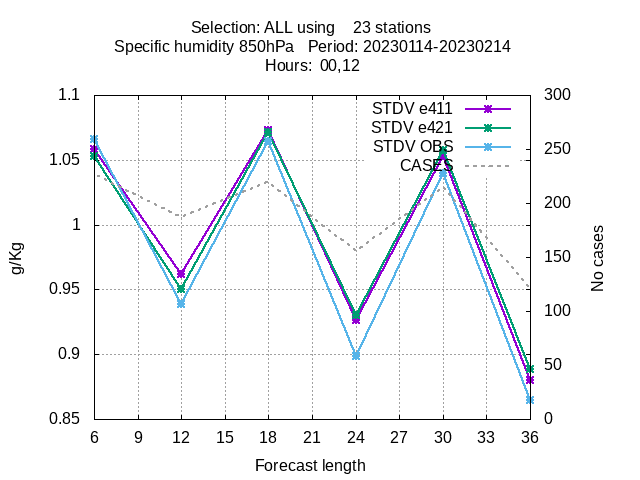 Selection: ALL using    23 stations
Specific humidity 850hPa   Period: 20230114-20230214
Hours:  00,12
1.1
1.05
1
0.95
0.9
0.85
g/Kg
STDV e411
STDV e421
STDV OBS
CASES
300
250
200
150
100
50
0
No cases
6 9 12 15 18 21 24 27 30 33 36
Forecast length